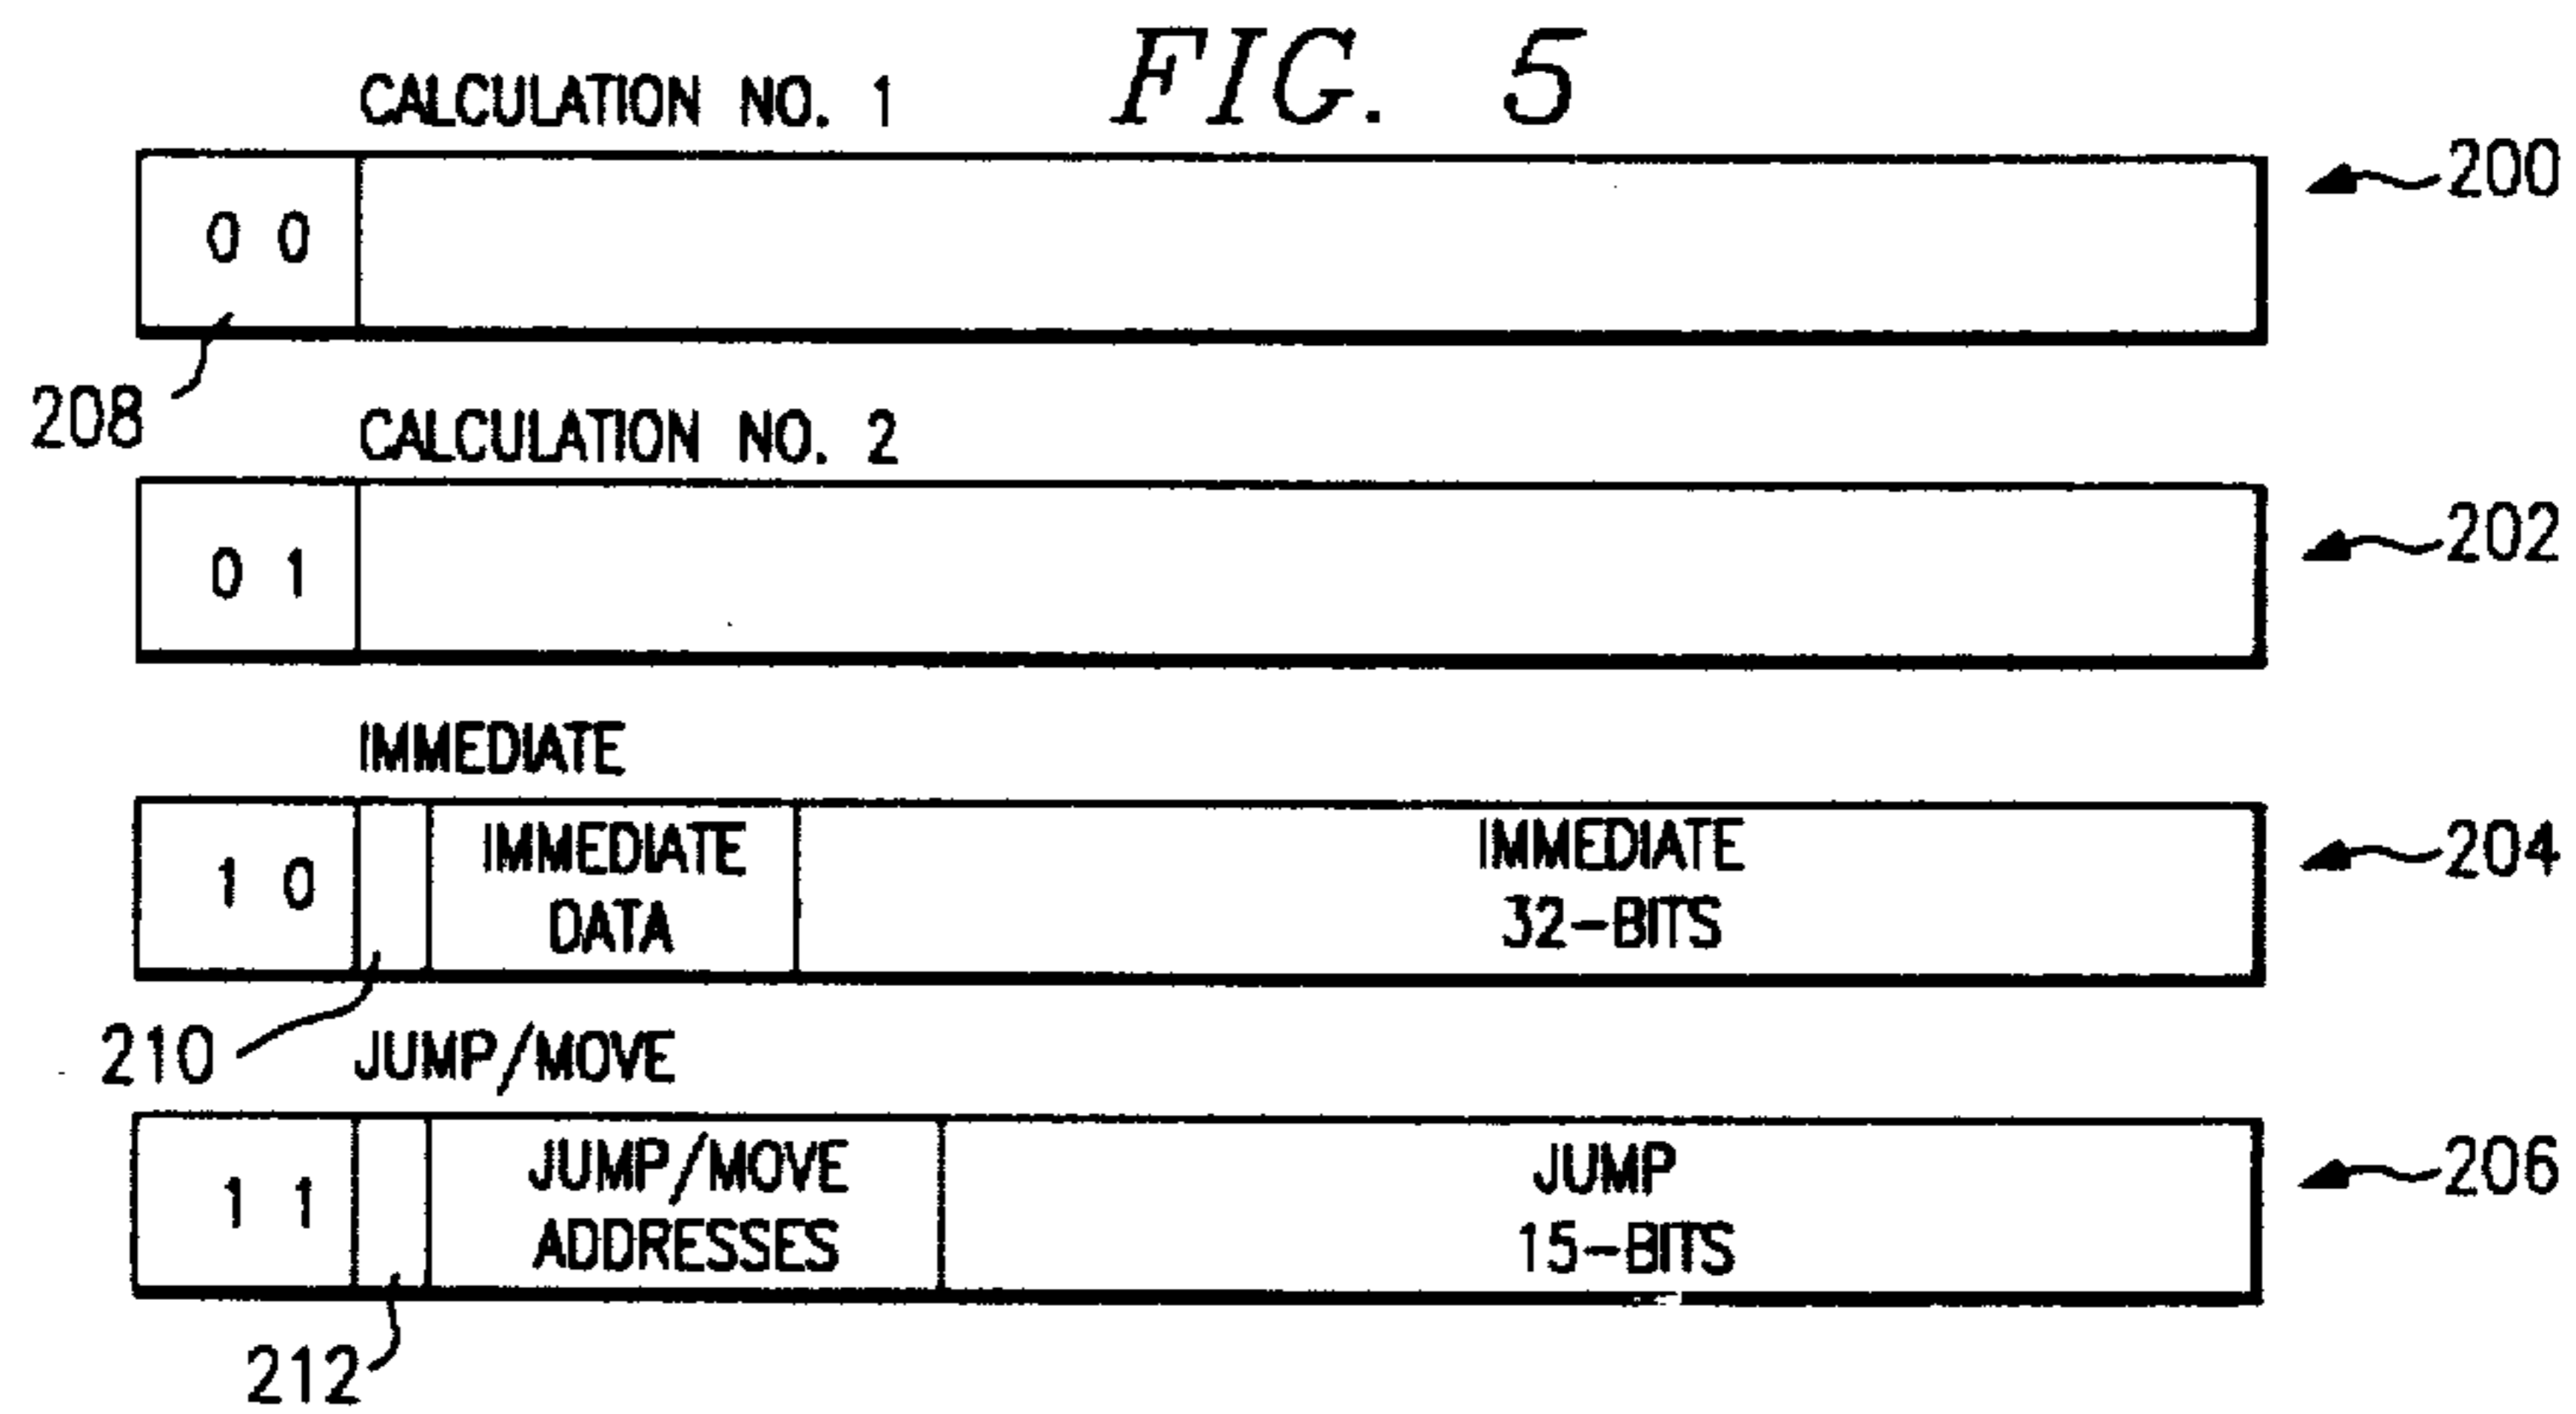 FIG. 5
CALCULATION NO. 1
0 0
200
208
CALCULATION NO. 2
0 1
202
IMMEDIATE
1 0
IMMEDIATE
DATA
IMMEDIATE
32-BITS
204
210
JUMP/MOVE
1 1
JUMP/MOVE
ADDRESSES
JUMP
15-BITS
206
212